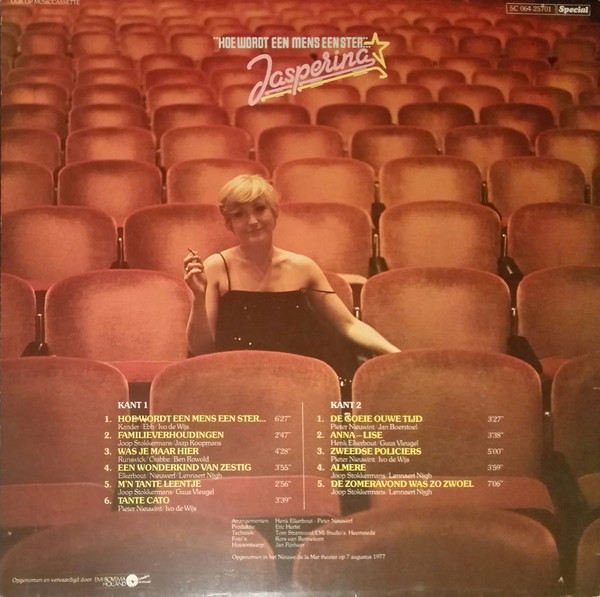 OOK OP MUSICCASSETTE
5C 064 25701 Special
"HOE WORDT EEN MENS EEN STER..."
Jasperina
KANT 1
1. HOE WORDT EEN MENS EEN STER... 6'27"
Kander / Ebb / Ivo de Wijs
2. FAMILIEVERHOUDINGEN 2'47"
Joop Stokkermans / Jaap Koopmans
3. WAS JE MAAR HIER 4'28"
Runswick / Crabbe / Ben Rowold
4. EEN WONDERKIND VAN ZESTIG 3'55"
Elkerbout / Nieuwerf / Lennaert Nijgh
5. M'N TANTE LEENTJE 2'56"
Joop Stokkermans / Guus Vleugel
6. TANTE CATO 3'39"
Pieter Nieuwint / Ivo de Wijs
KANT 2
1. DE GOEIE OUWE TIJD 3'27"
Pieter Nieuwint / Jan Boerstoel
2. ANNA-LISE 3'38"
Henk Elkerbout / Guus Vleugel
3. ZWEEDSE POLICIERS 5'00"
Pieter Nieuwint / Ivo de Wijs
4. ALMERE 3'59"
Joop Stokkermans / Lennaert Nijgh
5. DE ZOMERAVOND WAS ZO ZWOEL 7'06"
Joop Stokkermans / Lennaert Nijgh
Arrangementen: Henk Elkerbout - Pieter Nieuwerf
Produktie: Eric Herfst
Techniek: EMI Studio's, Heemstede
Foto's: Kors van Bennekom
Hoesontwerp: Jan
Opgenomen in het Nieuwe de la Mar theater op 7 augustus 1977
Opgenomen en vervaardigd door EMI-BOVEMA HOLLAND